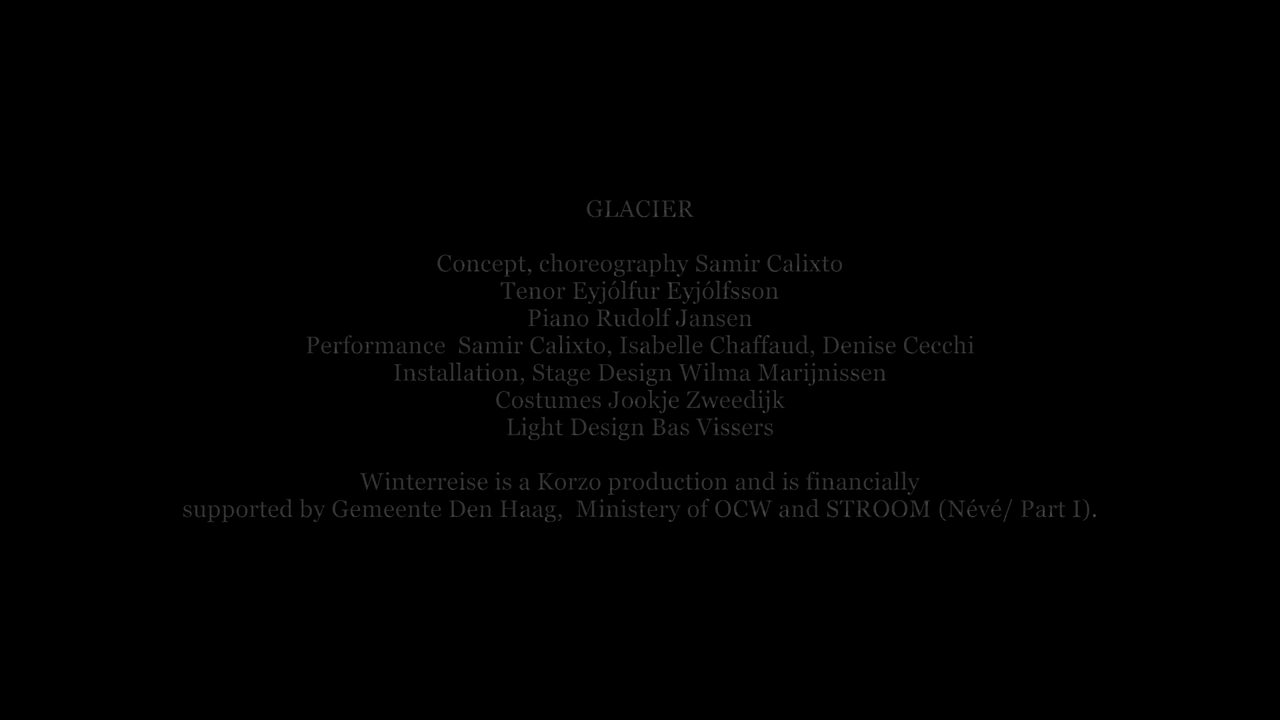 GLACIER
Concept, choreography Samir Calixto
Tenor Eyjólfur Eyjólfsson
Piano Rudolf Jansen
Performance  Samir Calixto, Isabelle Chaffaud, Denise Cecchi
Installation, Stage Design Wilma Marijnissen
Costumes Jookje Zweedijk
Light Design Bas Vissers
Winterreise is a Korzo production and is financially
supported by Gemeente Den Haag,  Ministery of OCW and STROOM (Névé/ Part I).